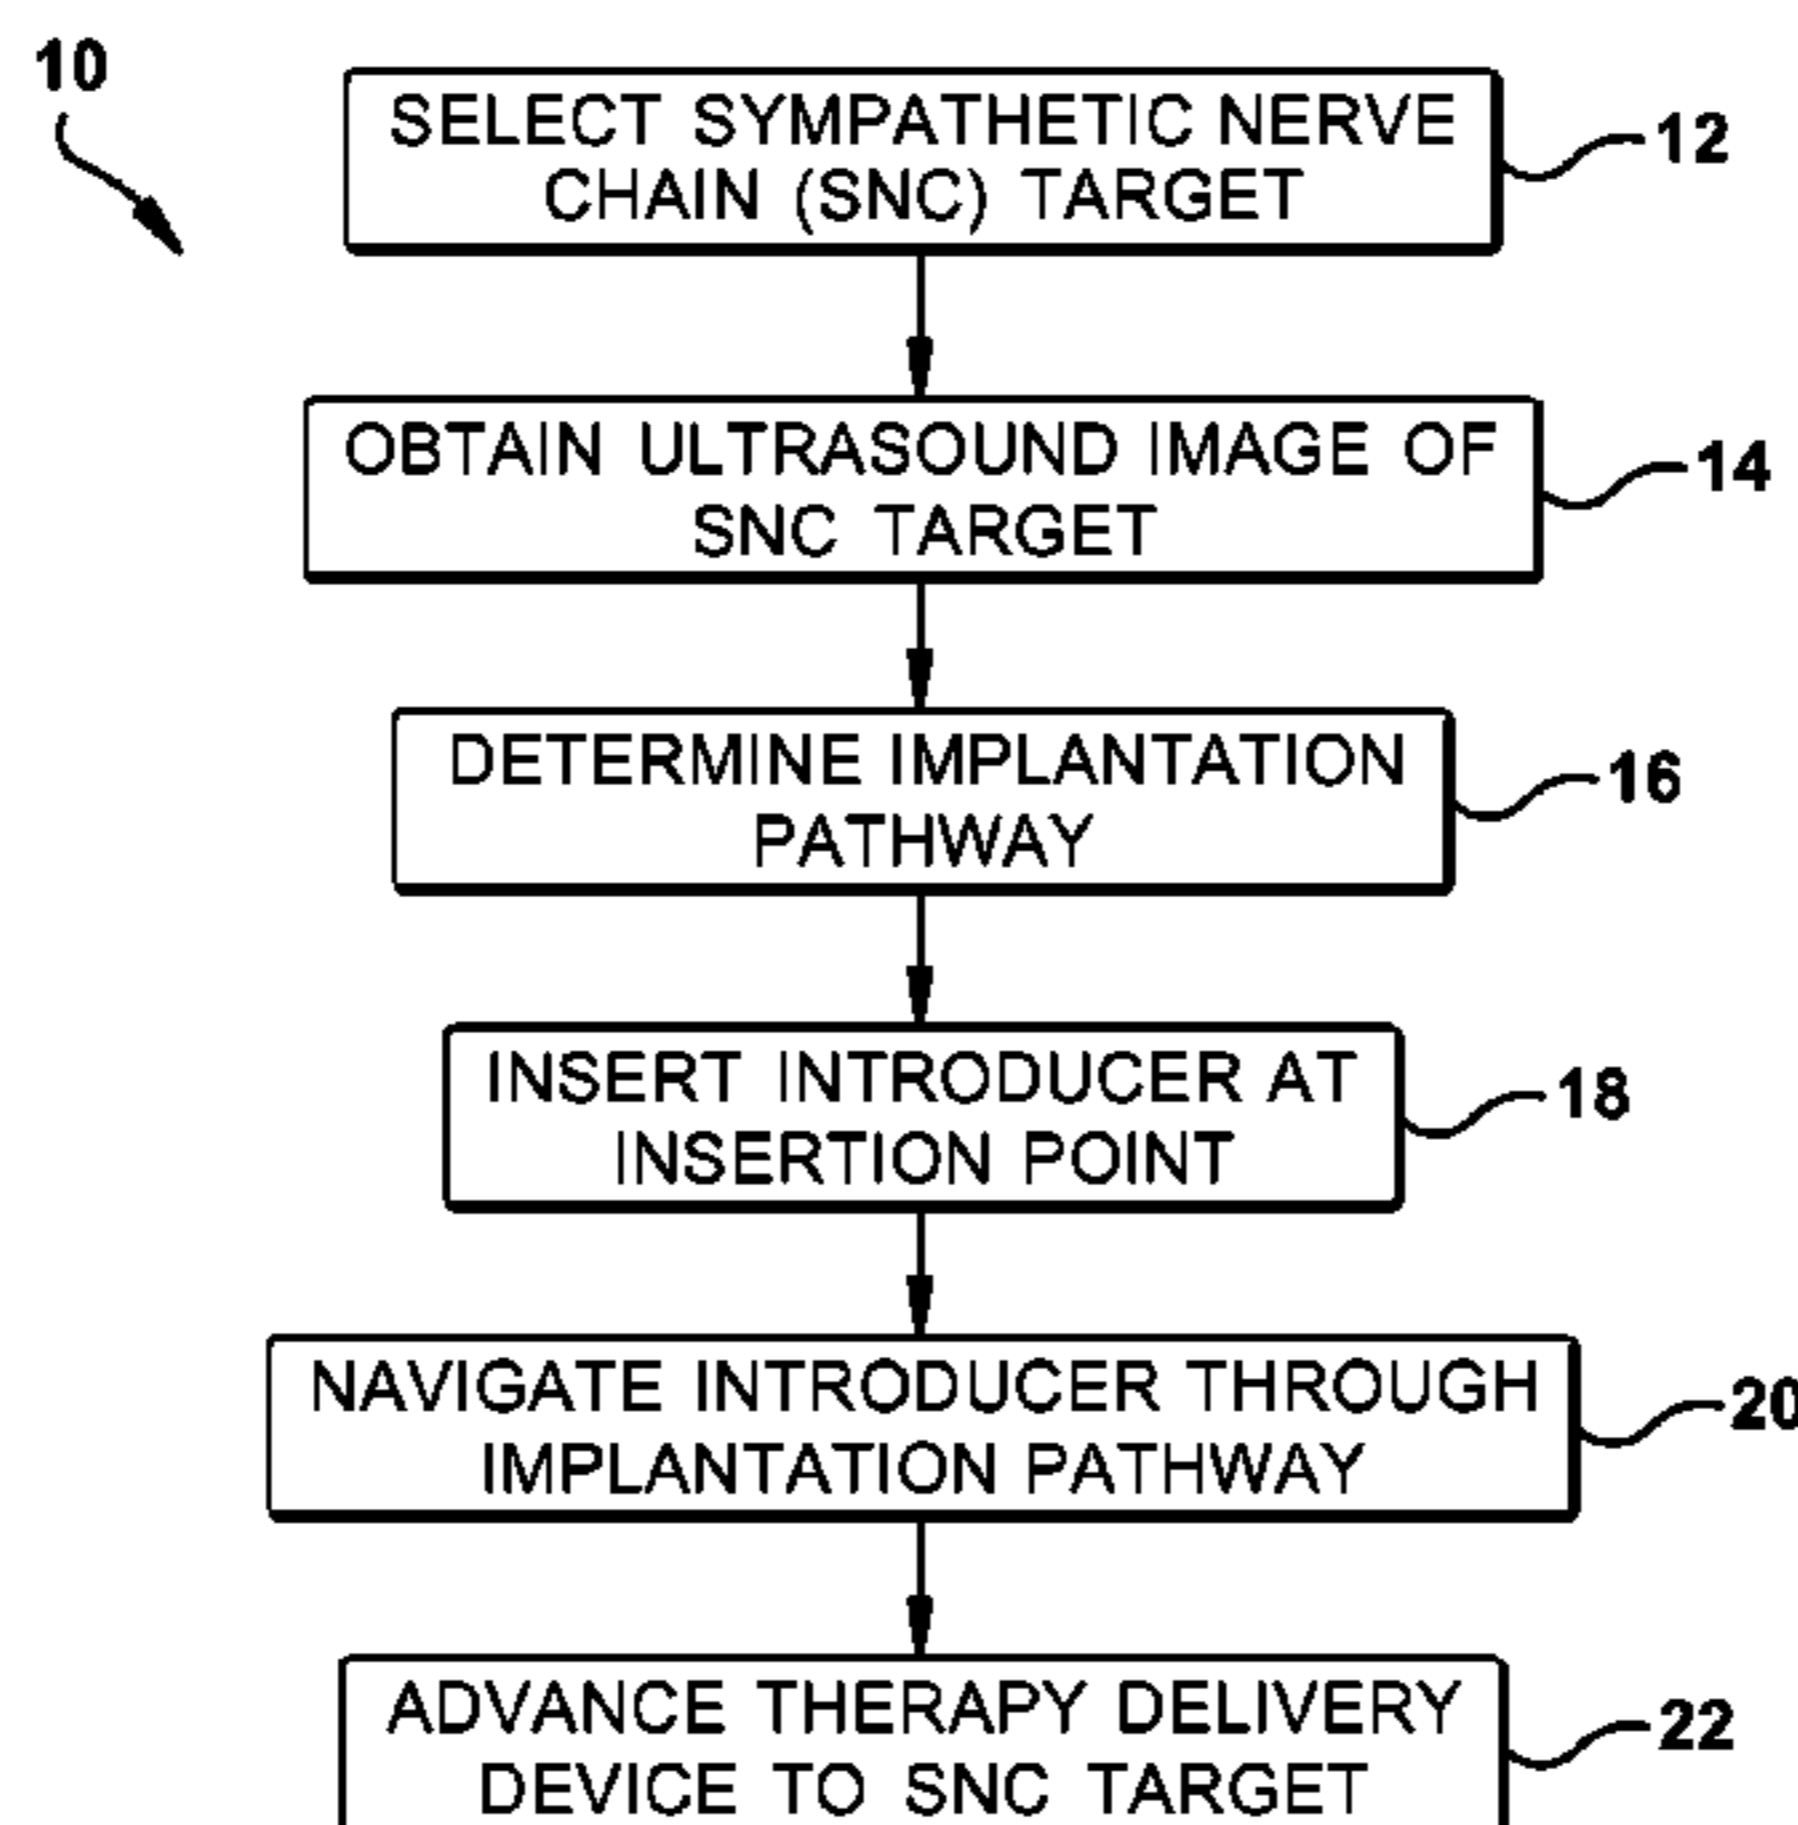 10
SELECT SYMPATHETIC NERVE
CHAIN (SNC) TARGET
12
OBTAIN ULTRASOUND IMAGE OF
SNC TARGET
14
DETERMINE IMPLANTATION
PATHWAY
16
INSERT INTRODUCER AT
INSERTION POINT
18
NAVIGATE INTRODUCER THROUGH
IMPLANTATION PATHWAY
20
ADVANCE THERAPY DELIVERY
DEVICE TO SNC TARGET
22